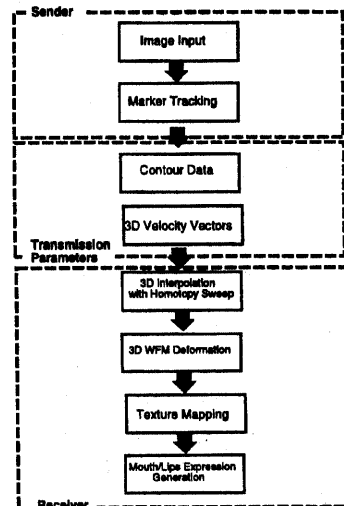 Sender
Image Input
Marker Tracking
Contour Data
3D Velocity Vectors
Transmission
Parameters
3D Interpolation
with Homotopy Sweep
3D WFM Deformation
Texture Mapping
Mouth/Lips Expression
Generation
Receiver